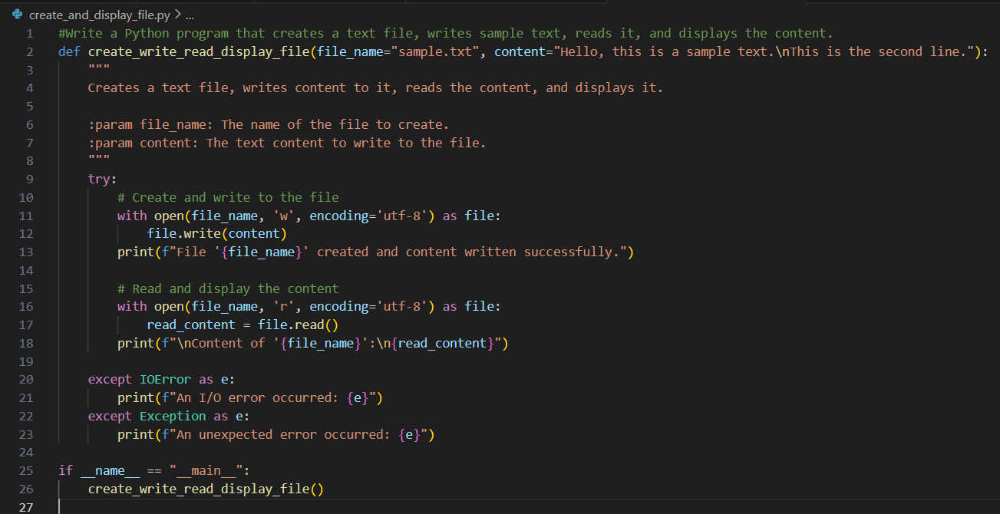 create_and_display_file.py > ...
1 #Write a Python program that creates a text file, writes sample text, reads it, and displays the content.
2 def create_write_read_display_file(file_name="sample.txt", content="Hello, this is a sample text.\nThis is the second line."):
3     """
4     Creates a text file, writes content to it, reads the content, and displays it.
5
6     :param file_name: The name of the file to create.
7     :param content: The text content to write to the file.
8     """
9     try:
10         # Create and write to the file
11         with open(file_name, 'w', encoding='utf-8') as file:
12             file.write(content)
13         print(f"File '{file_name}' created and content written successfully.")
14
15         # Read and display the content
16         with open(file_name, 'r', encoding='utf-8') as file:
17             read_content = file.read()
18         print(f"\nContent of '{file_name}':\n{read_content}")
19
20     except IOError as e:
21         print(f"An I/O error occurred: {e}")
22     except Exception as e:
23         print(f"An unexpected error occurred: {e}")
24
25 if __name__ == "__main__":
26     create_write_read_display_file()
27